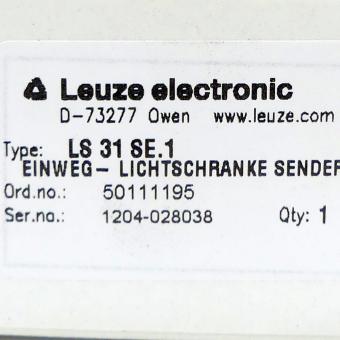 Leuze electronic
D-73277 Owen www.leuze.com
Type: LS 31 SE.1
EINWEG- LICHTSCHRANKE SENDER
Ord.no.: 50111195
Ser.no.: 1204-028038 Qty: 1